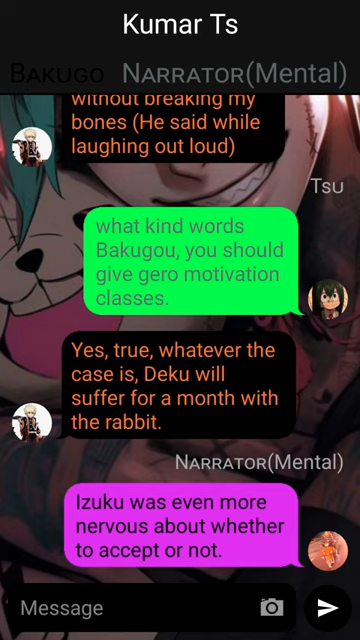 Kumar Ts
BAKUGO NARRATOR(Mental)
without breaking my
bones (He said while
laughing out loud)
TSU
what kind words
Bakugou, you should
give gero motivation
classes.
Yes, true, whatever the
case is, Deku will
suffer for a month with
the rabbit.
NARRATOR(Mental)
Izuku was even more
nervous about whether
to accept or not.
Message